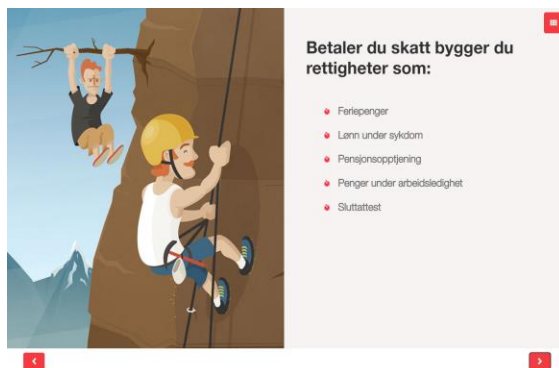 Betaler du skatt bygger du
rettigheter som:
Feriepenger
Lønn under sykdom
Pensjonsopptjening
Penger under arbeidsledighet
Sluttattest